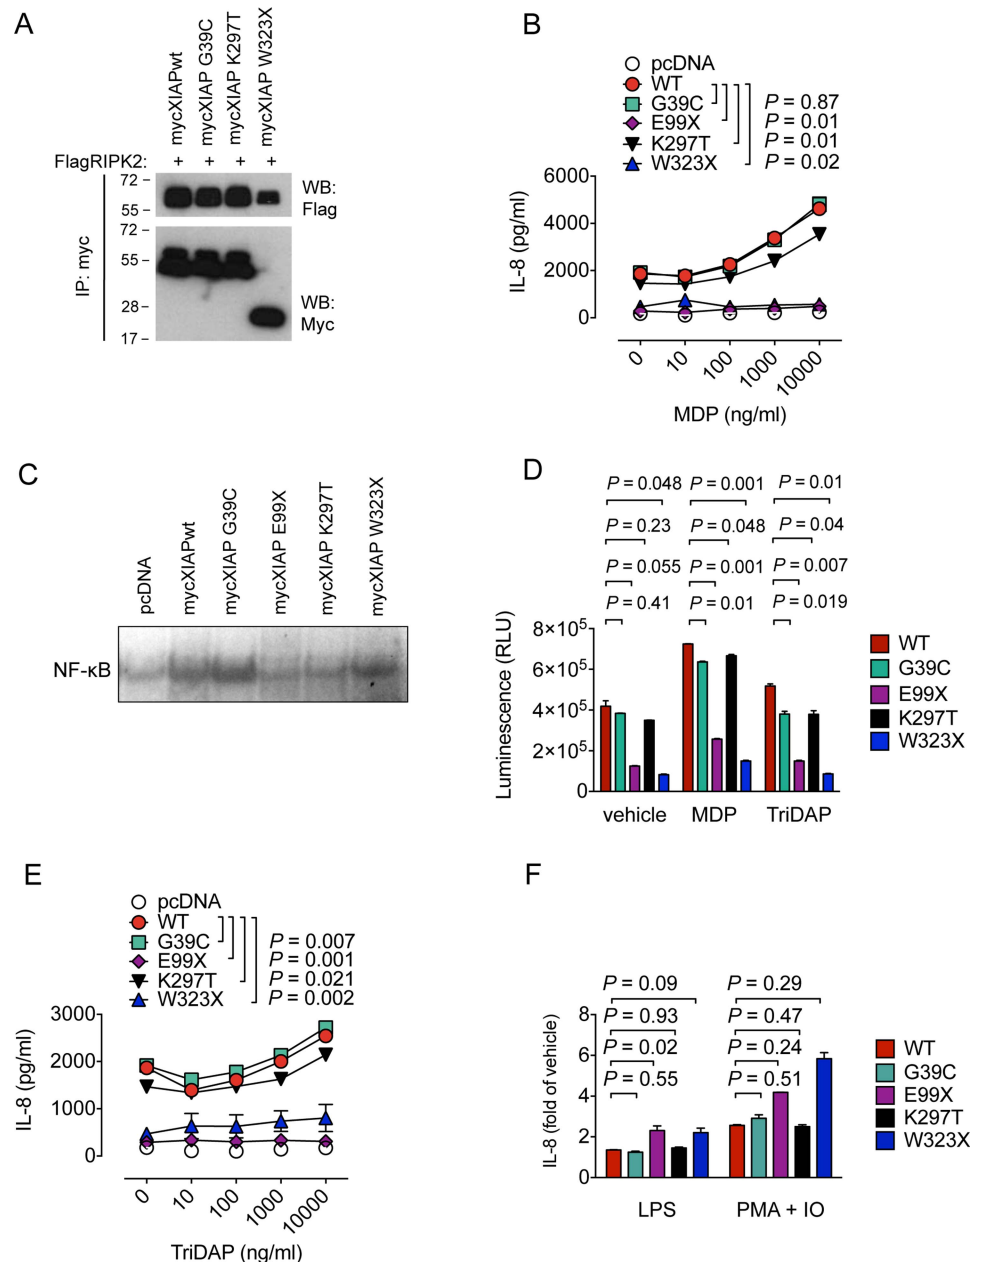 A
mycXIAPwt
mycXIAP G39C
mycXIAP K297T
mycXIAP W323X
FlagRIPK2: + + + +
72
55
WB:
Flag
72
55
28
17
IP: myc
WB:
Myc
B
pcDNA
WT
G39C
E99X
K297T
W323X
P = 0.87
P = 0.01
P = 0.01
P = 0.02
6000
4000
2000
0
IL-8 (pg/ml)
0 10 100 1000 10000
MDP (ng/ml)
C
pcDNA
mycXIAPwt
mycXIAP G39C
mycXIAP E99X
mycXIAP K297T
mycXIAP W323X
NF-κB
D
P = 0.048 P = 0.001 P = 0.01
P = 0.23 P = 0.048 P = 0.04
P = 0.055 P = 0.001 P = 0.007
P = 0.41 P = 0.01 P = 0.019
8×10⁵
6×10⁵
4×10⁵
2×10⁵
0
Luminescence (RLU)
vehicle MDP TriDAP
WT
G39C
E99X
K297T
W323X
E
pcDNA
WT
G39C
E99X
K297T
W323X
P = 0.007
P = 0.001
P = 0.021
P = 0.002
3000
2000
1000
0
IL-8 (pg/ml)
0 10 100 1000 10000
TriDAP (ng/ml)
F
P = 0.09 P = 0.29
P = 0.93 P = 0.47
P = 0.02 P = 0.24
P = 0.55 P = 0.51
8
6
4
2
0
IL-8 (fold of vehicle)
LPS PMA + IO
WT
G39C
E99X
K297T
W323X